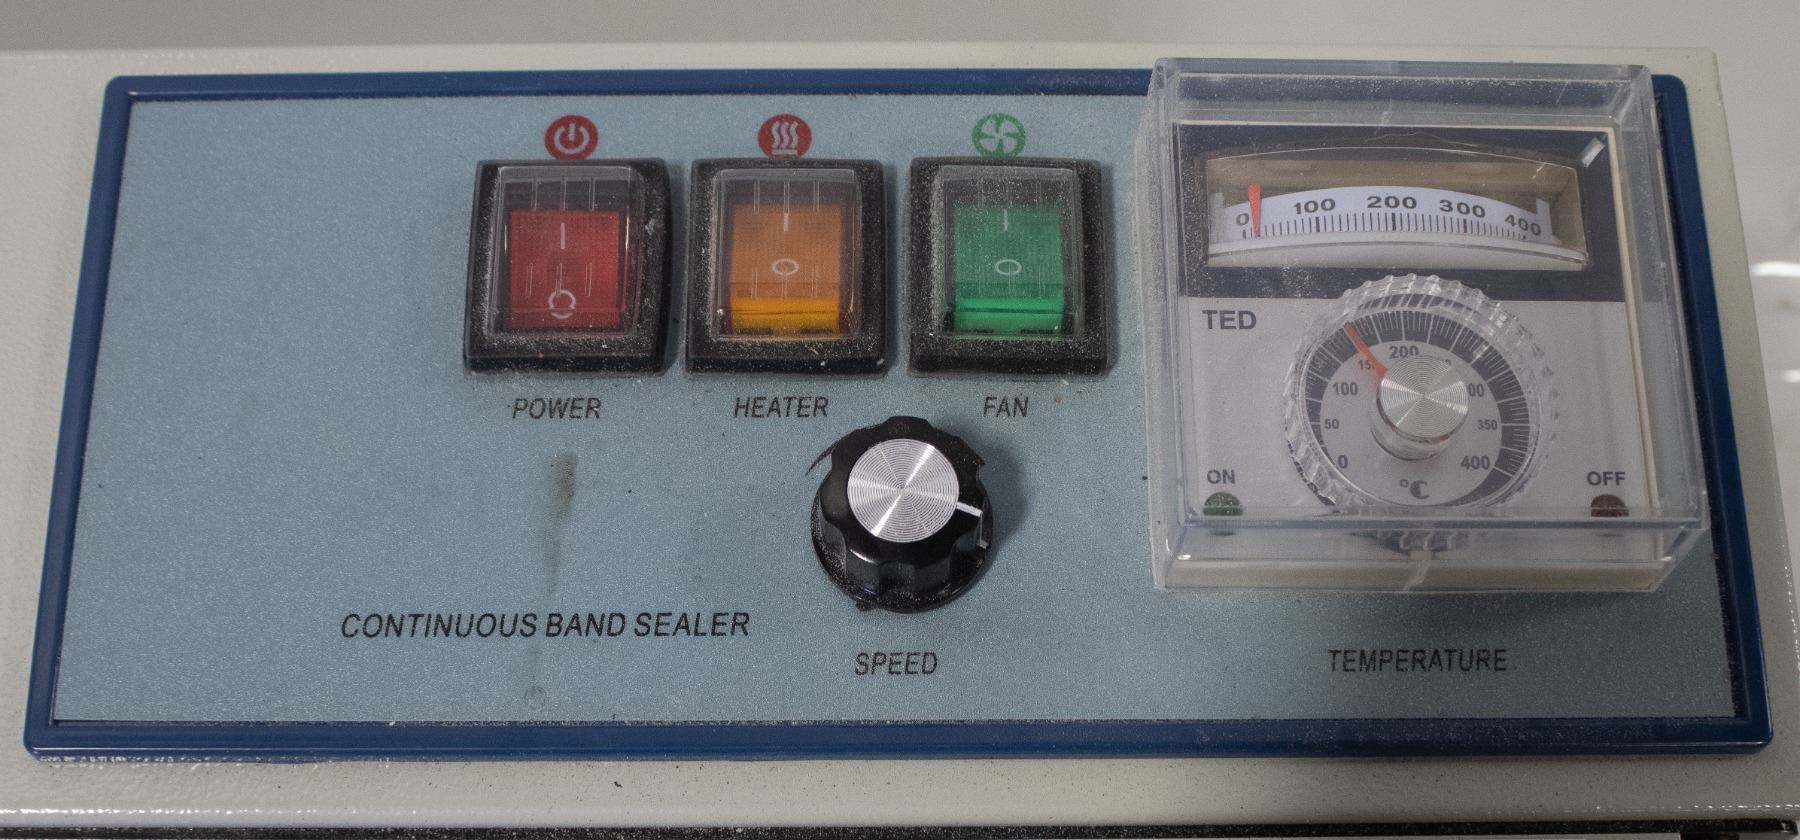 I I I
O O O
POWER HEATER FAN
0 100 200 300 400
TED
200
100
50 350
0 400
°C
ON OFF
CONTINUOUS BAND SEALER
SPEED
TEMPERATURE